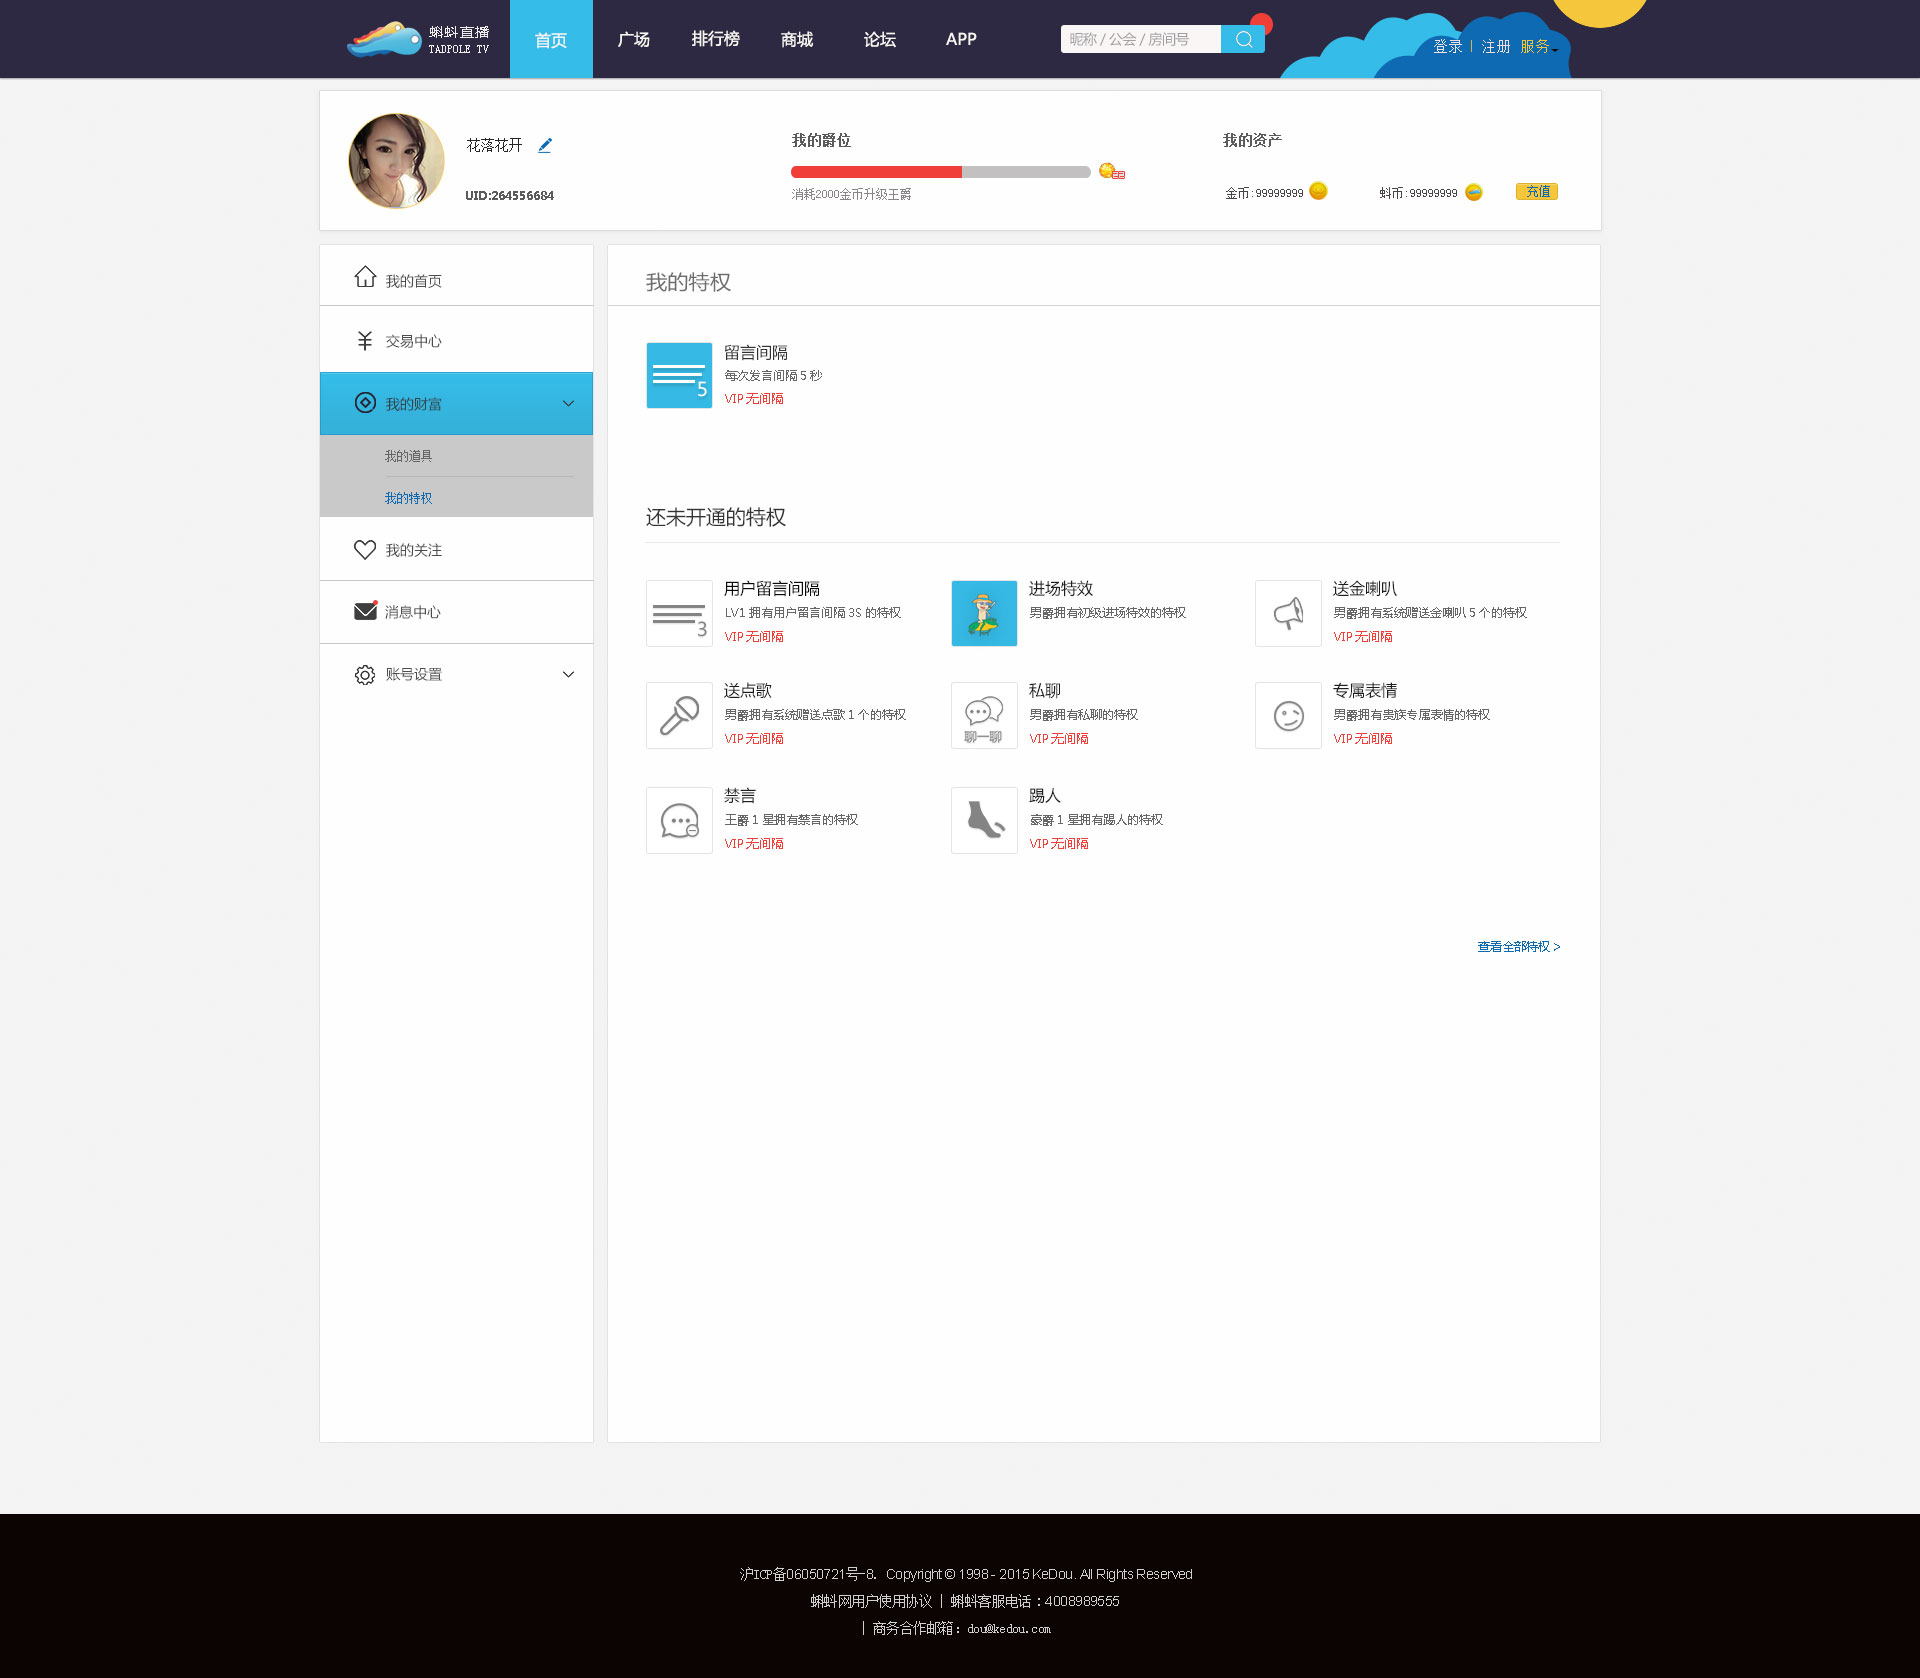 蝌蚪直播
TADPOLE TV
首页
广场
排行榜
商城
论坛
APP
昵称 / 公会 / 房间号
登录 | 注册 服务
花落花开
UID:264556684
我的爵位
消耗2000金币升级王爵
我的资产
金币:99999999
蚪币:99999999
充值
我的首页
交易中心
我的财富
我的道具
我的特权
我的关注
消息中心
账号设置
我的特权
5
留言间隔
每次发言间隔 5 秒
VIP 无间隔
还未开通的特权
3
用户留言间隔
LV1 拥有用户留言间隔 3S 的特权
VIP 无间隔
进场特效
男爵拥有初级进场特效的特权
送金喇叭
男爵拥有系统赠送金喇叭 5 个的特权
VIP 无间隔
送点歌
男爵拥有系统赠送点歌 1 个的特权
VIP 无间隔
聊一聊
私聊
男爵拥有私聊的特权
VIP 无间隔
专属表情
男爵拥有贵族专属表情的特权
VIP 无间隔
禁言
王爵 1 星拥有禁言的特权
VIP 无间隔
踢人
豪爵 1 星拥有踢人的特权
VIP 无间隔
查看全部特权 >
沪ICP备06050721号-8. Copyright © 1998 - 2015 KeDou. All Rights Reserved
蝌蚪网用户使用协议 | 蝌蚪客服电话：4008989555
| 商务合作邮箱：dou@kedou.com